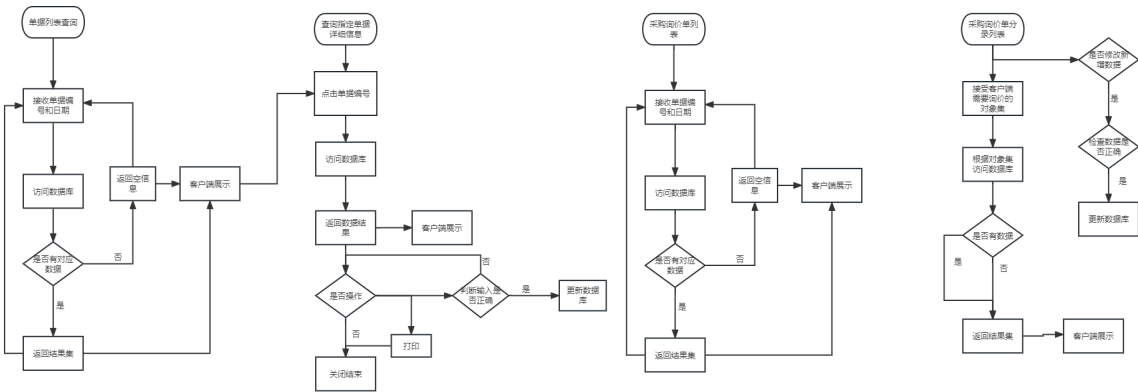 单据列表查询
接收单据编
号和日期
访问数据库
返回空信
息
客户端展示
是否有对应
数据
否
是
返回结果集
查询指定单据
详细信息
点击单据编号
访问数据库
返回数据结
果
客户端展示
否
是否操作
判断输入是
否正确
是
更新数据
库
否
打印
关闭结束
采购询价单列
表
接收单据编
号和日期
访问数据库
返回空信
息
客户端展示
是否有对应
数据
否
是
返回结果集
采购询价单分
录列表
是否修改新
增数据
接受客户端
需要询价的
对象集
是
检查数据是
否正确
根据对象集
访问数据库
是
更新数据库
是否有数据
是
否
返回结果集
客户端展示